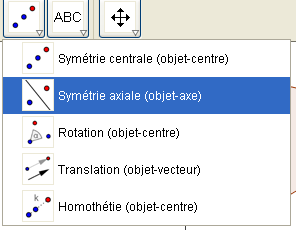 ABC
Symétrie centrale (objet-centre)
Symétrie axiale (objet-axe)
Rotation (objet-centre)
α
Translation (objet-vecteur)
k
Homothétie (objet-centre)